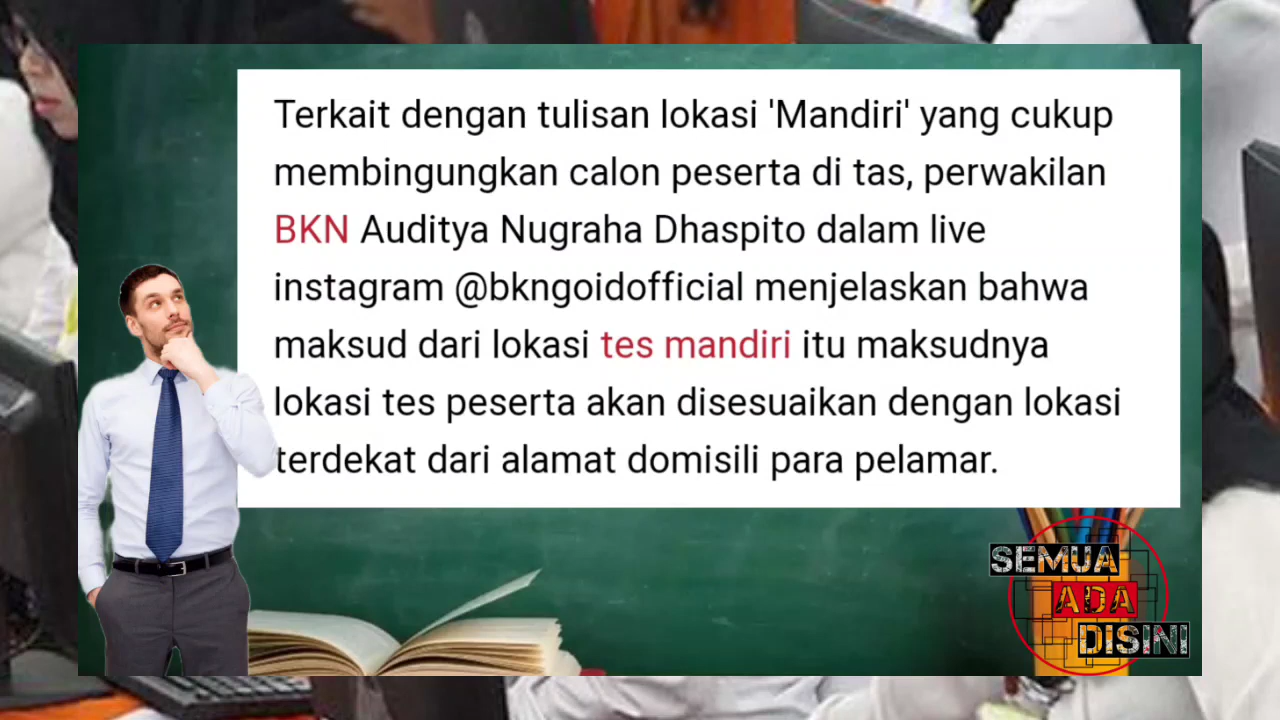 Terkait dengan tulisan lokasi 'Mandiri' yang cukup
membingungkan calon peserta di tas, perwakilan
BKN Auditya Nugraha Dhaspito dalam live
instagram @bkngoidofficial menjelaskan bahwa
maksud dari lokasi tes mandiri itu maksudnya
lokasi tes peserta akan disesuaikan dengan lokasi
terdekat dari alamat domisili para pelamar.
SEMUA
ADA
DISINI